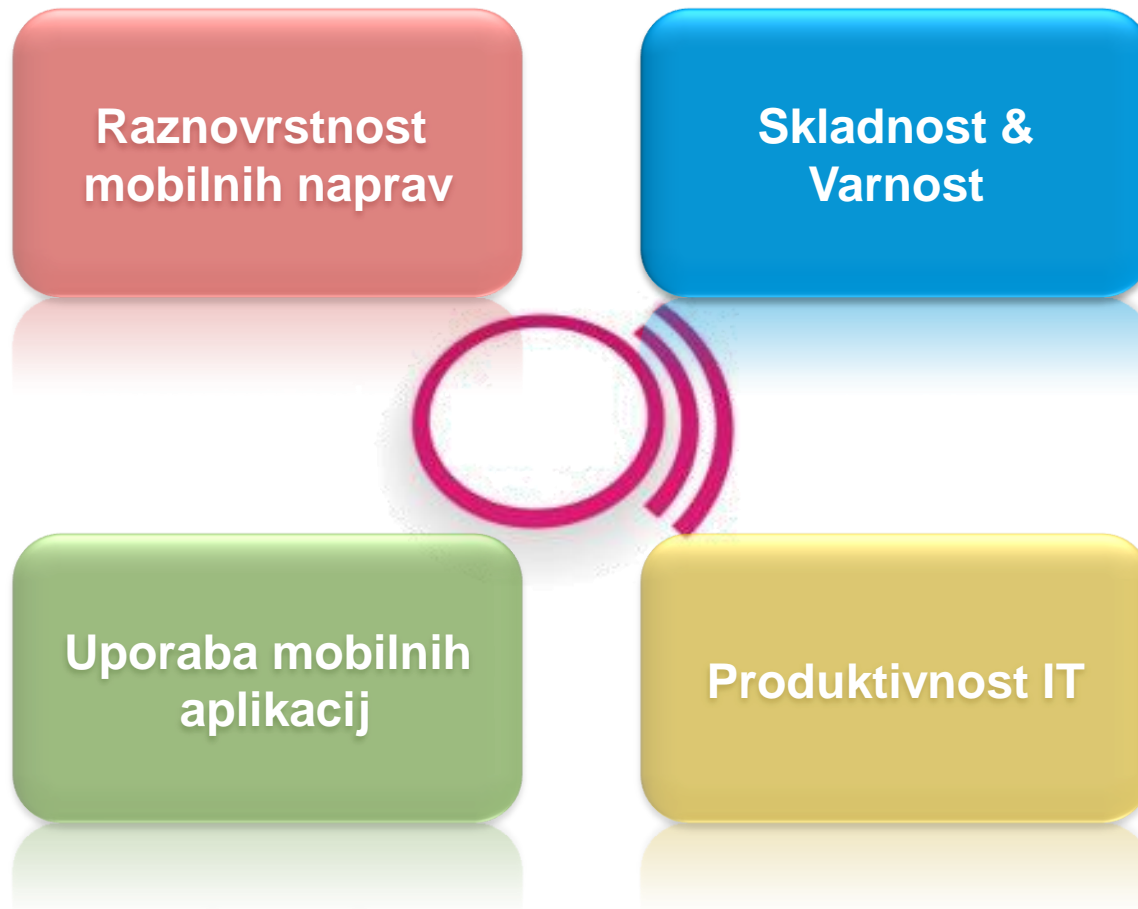 Raznovrstnost
mobilnih naprav
Skladnost &
Varnost
Uporaba mobilnih
aplikacij
Produktivnost IT